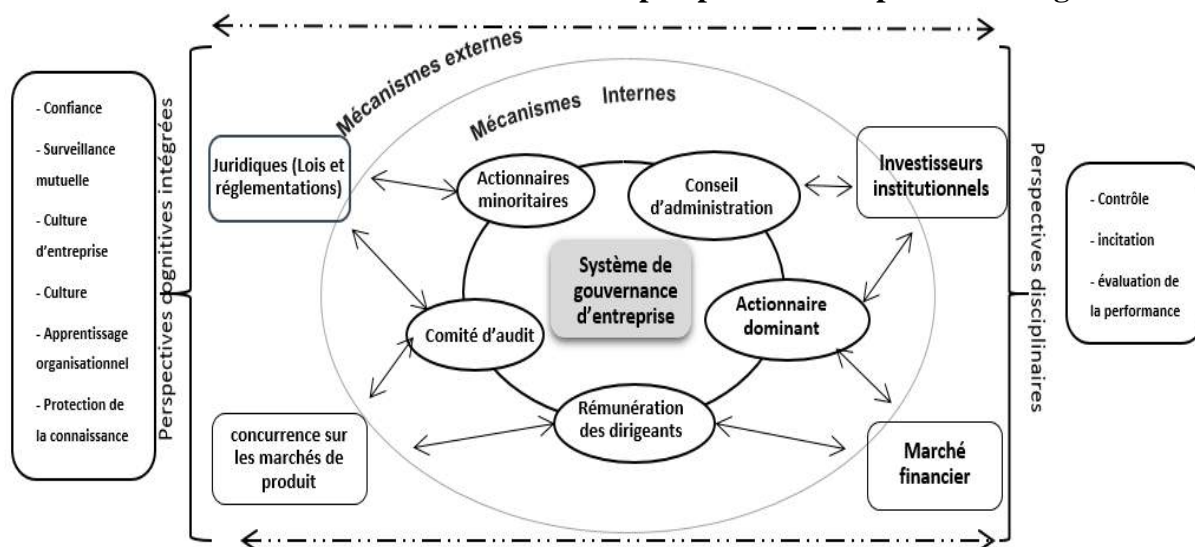 Mécanismes externes
Mécanismes Internes
- Confiance
- Surveillance
mutuelle
- Culture
d'entreprise
- Culture
- Apprentissage
organisationnel
- Protection de
la connaissance
Perspectives cognitives intégrées
Juridiques (Lois et
réglementations)
Actionnaires
minoritaires
Conseil
d'administration
Investisseurs
institutionnels
Système de
gouvernance
d'entreprise
Comité d'audit
Actionnaire
dominant
Rémunération
des dirigeants
concurrence sur
les marchés de
produit
Marché
financier
Perspectives disciplinaires
- Contrôle
- incitation
- évaluation de
la performance